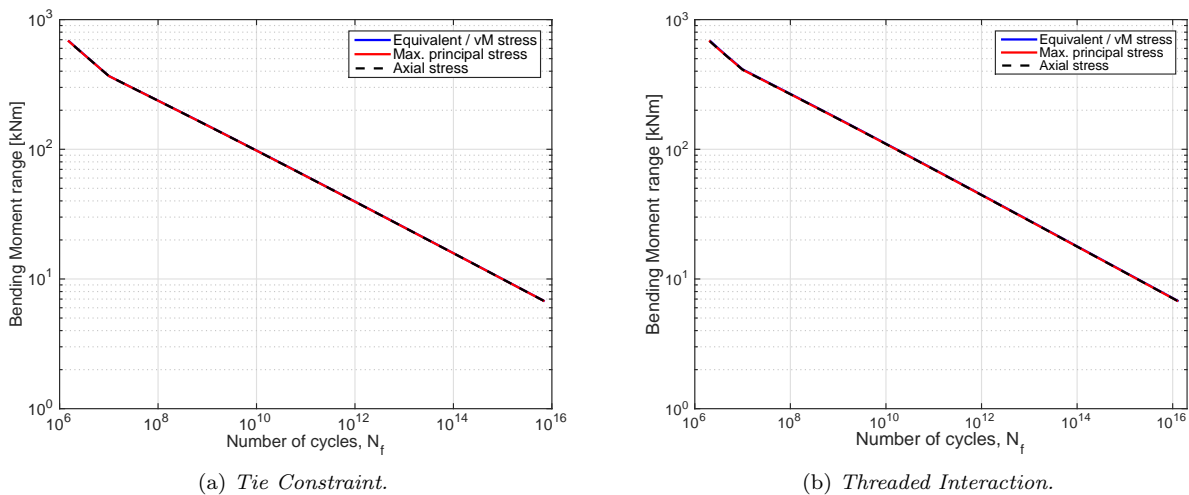 10^3
10^2
10^1
10^0
Bending Moment range [kNm]
Equivalent / vM stress
Max. principal stress
Axial stress
10^6 10^8 10^10 10^12 10^14 10^16
Number of cycles, N_f
(a) Tie Constraint.
10^3
10^2
10^1
10^0
Bending Moment range [kNm]
Equivalent / vM stress
Max. principal stress
Axial stress
10^6 10^8 10^10 10^12 10^14 10^16
Number of cycles, N_f
(b) Threaded Interaction.